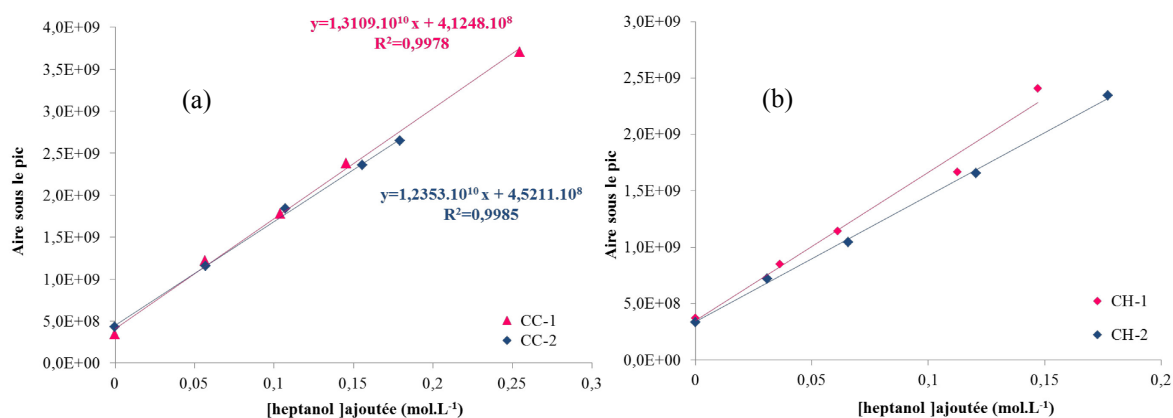 y=1,3109.10¹⁰ x + 4,1248.10⁸
R²=0,9978
(a)
4,0E+09
3,5E+09
3,0E+09
2,5E+09
2,0E+09
1,5E+09
1,0E+09
5,0E+08
0,0E+00
Aire sous le pic
y=1,2353.10¹⁰ x + 4,5211.10⁸
R²=0,9985
CC-1
CC-2
0
0,05
0,1
0,15
0,2
0,25
0,3
[heptanol ]ajoutée (mol.L⁻¹)
(b)
3,0E+09
2,5E+09
2,0E+09
1,5E+09
1,0E+09
5,0E+08
0,0E+00
Aire sous le pic
CH-1
CH-2
0
0,05
0,1
0,15
0,2
[heptanol ]ajoutée (mol.L⁻¹)